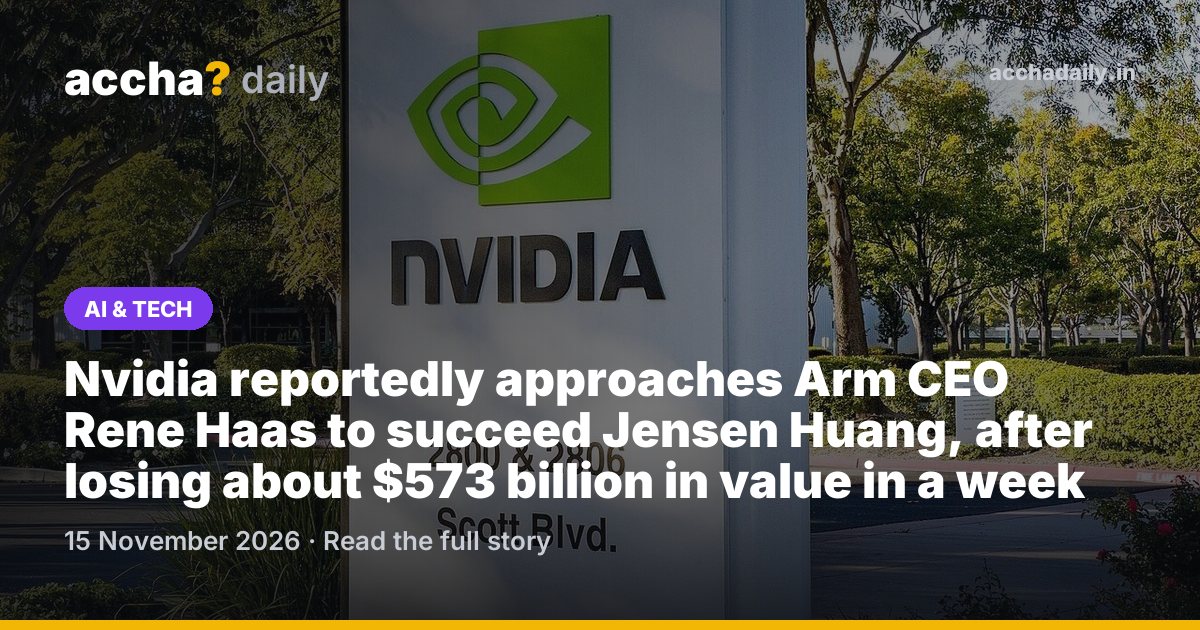 accha? daily
acchadaily.in
NVIDIA
AI & TECH
Nvidia reportedly approaches Arm CEO
Rene Haas to succeed Jensen Huang, after
losing about $573 billion in value in a week
2800 & 2806
Scott Blvd.
15 November 2026 · Read the full story